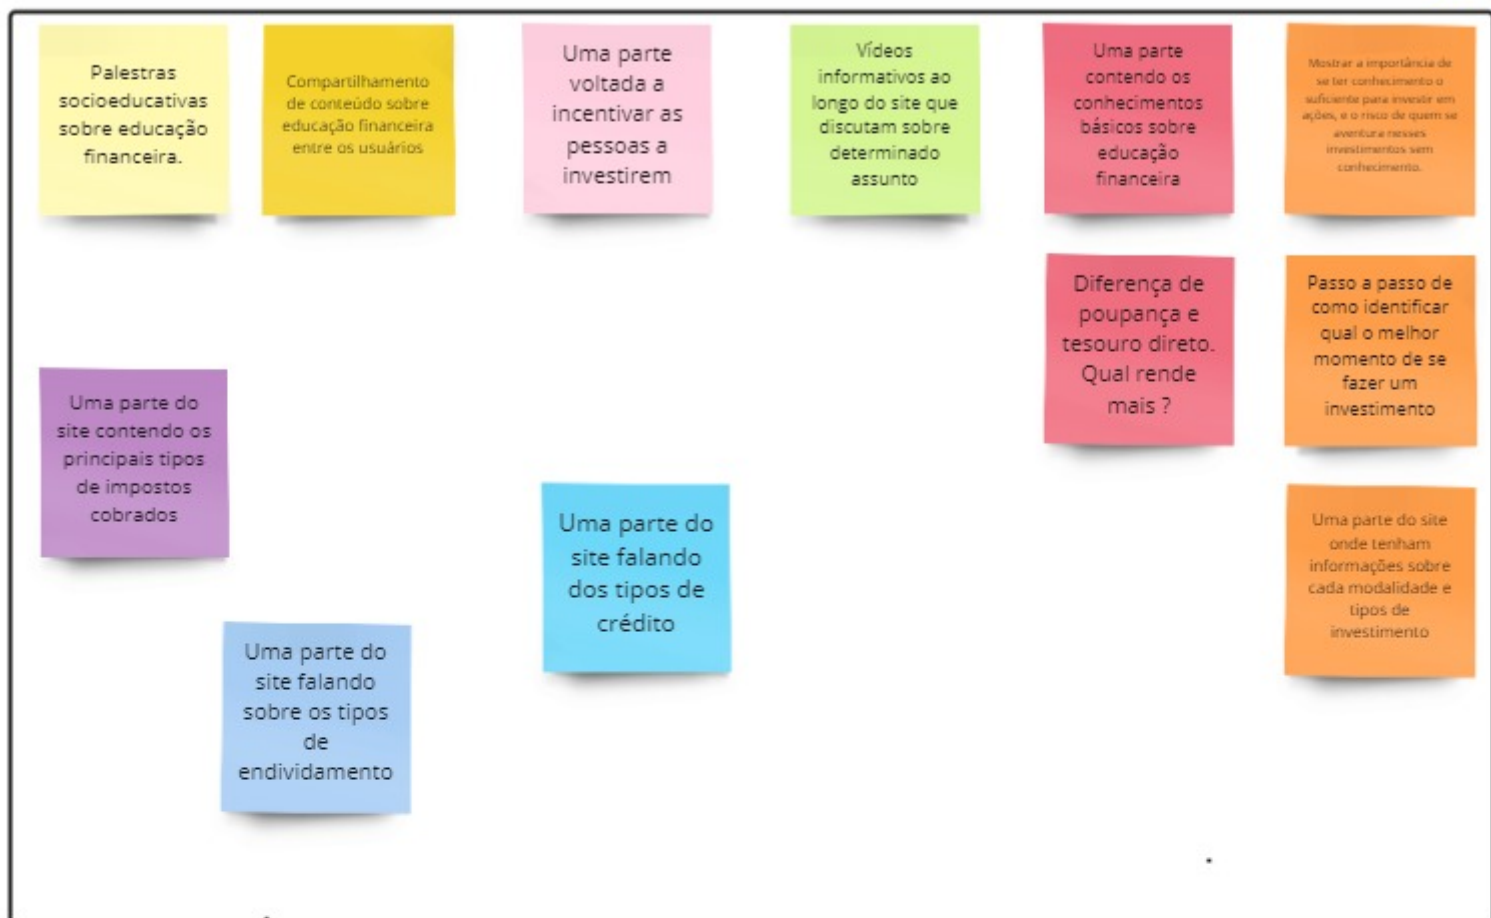 Palestras
socioeducativas
sobre educação
financeira.
Compartilhamento
de conteúdo sobre
educação financeira
entre os usuários
Uma parte
voltada a
incentivar as
pessoas a
investirem
Vídeos
informativos ao
longo do site que
discutam sobre
determinado
assunto
Uma parte
contendo os
conhecimentos
básicos sobre
educação
financeira
Mostrar a importância de
se ter conhecimento o
suficiente para investir em
ações, e o risco de quem se
aventura nesses
investimentos sem
conhecimento.
Diferença de
poupança e
tesouro direto.
Qual rende
mais ?
Passo a passo de
como identificar
qual o melhor
momento de se
fazer um
investimento
Uma parte do
site contendo os
principais tipos
de impostos
cobrados
Uma parte do
site falando
dos tipos de
crédito
Uma parte do site
onde tenham
informações sobre
cada modalidade e
tipos de
investimento
Uma parte do
site falando
sobre os tipos
de
endividamento